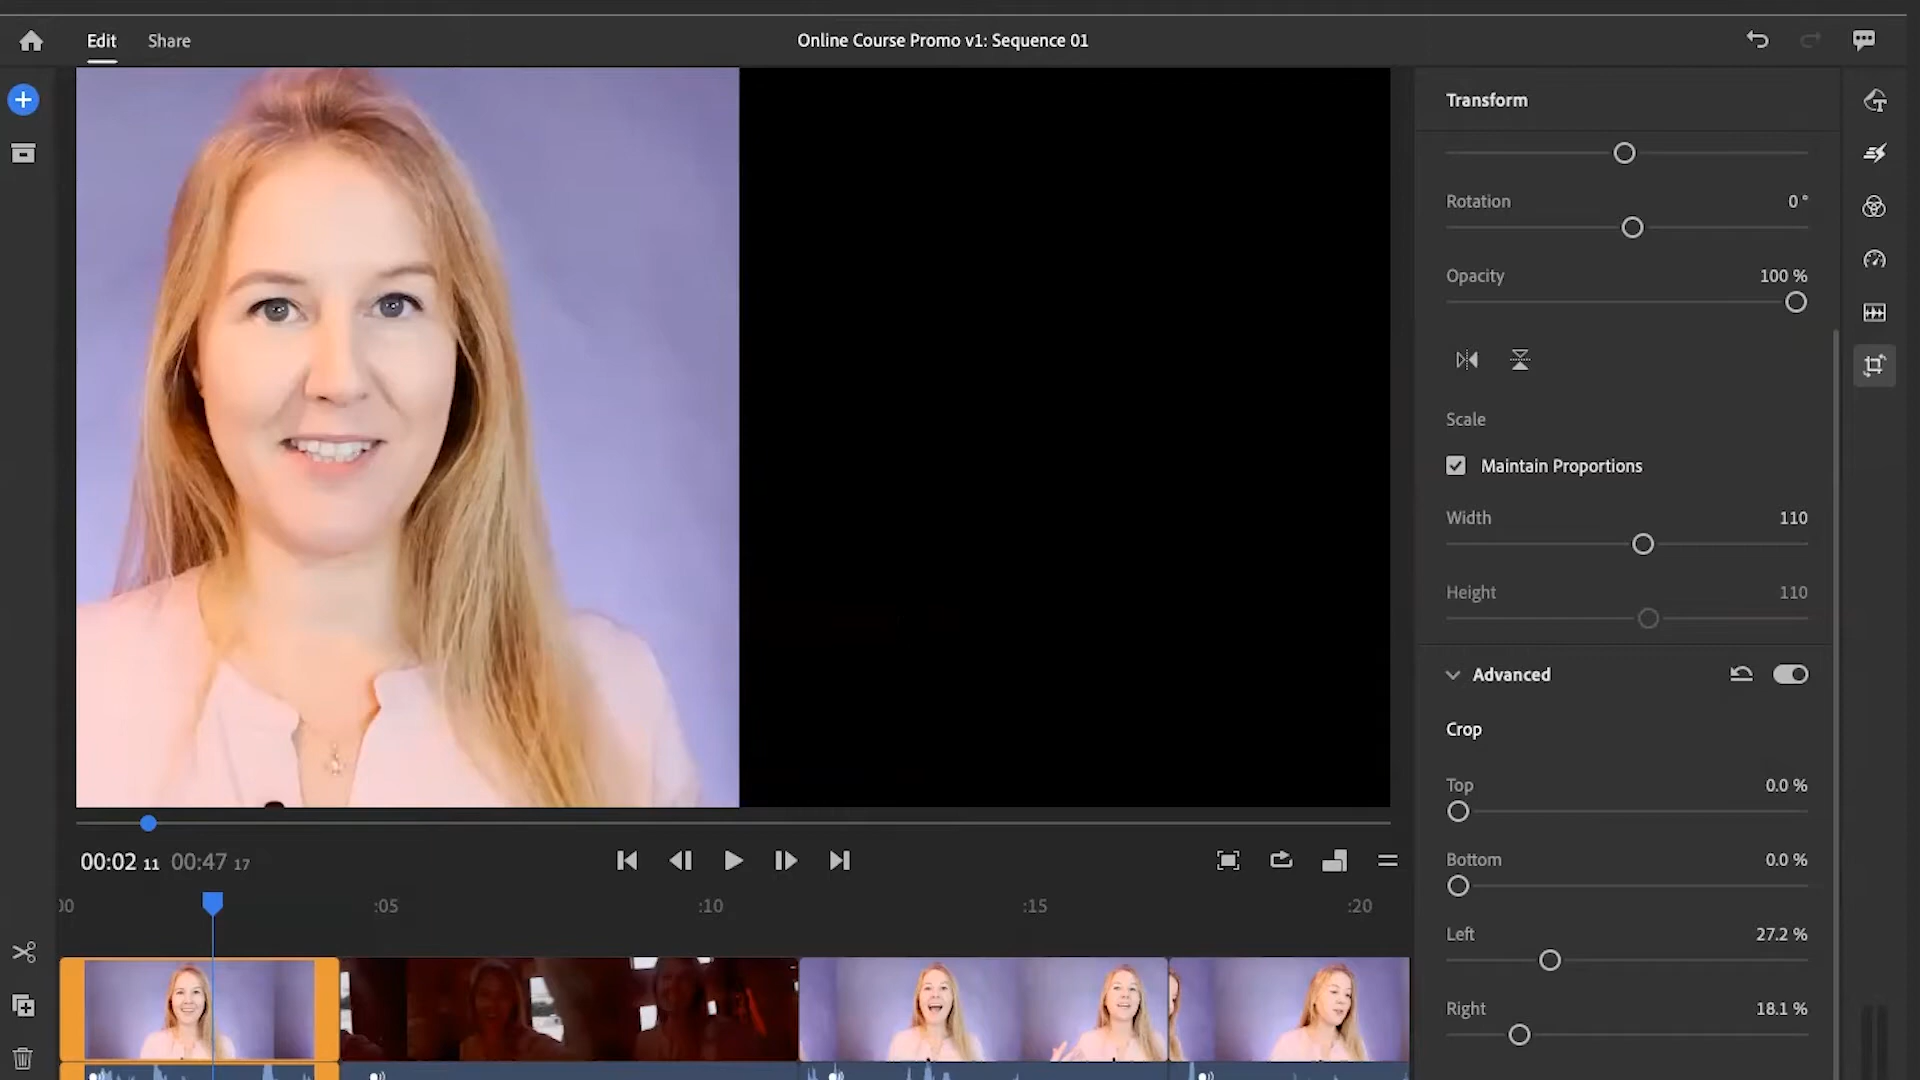 Edit Share Online Course Promo v1: Sequence 01
Transform
Rotation 0 °
Opacity 100 %
Scale
Maintain Proportions
Width 110
Height 110
Advanced
Crop
Top 0.0 %
Bottom 0.0 %
Left 27.2 %
Right 18.1 %
00:02 11 00:47 17
00 :05 :10 :15 :20